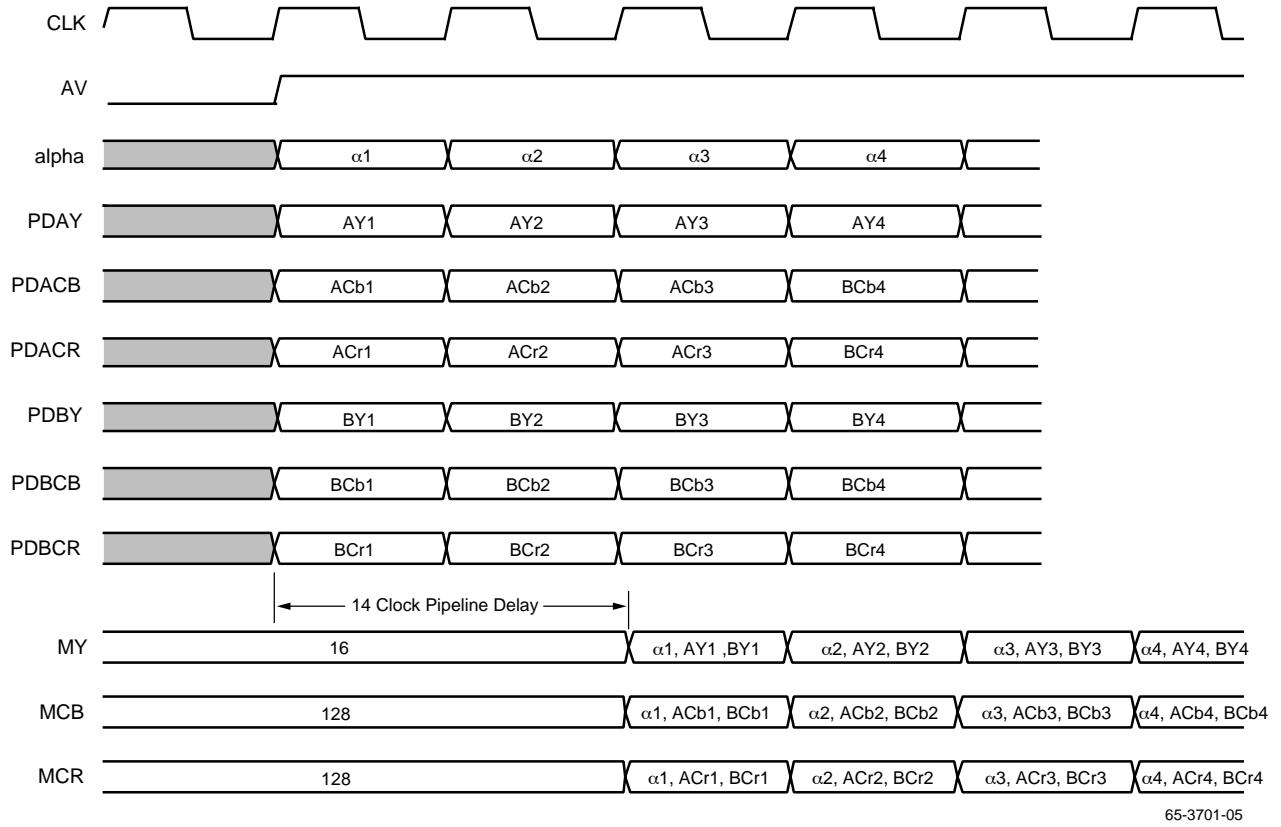 CLK
AV
alpha α1 α2 α3 α4
PDAY AY1 AY2 AY3 AY4
PDACB ACb1 ACb2 ACb3 BCb4
PDACR ACr1 ACr2 ACr3 BCr4
PDBY BY1 BY2 BY3 BY4
PDBCB BCb1 BCb2 BCb3 BCb4
PDBCR BCr1 BCr2 BCr3 BCr4
14 Clock Pipeline Delay
MY 16 α1, AY1 ,BY1 α2, AY2, BY2 α3, AY3, BY3 α4, AY4, BY4
MCB 128 α1, ACb1, BCb1 α2, ACb2, BCb2 α3, ACb3, BCb3 α4, ACb4, BCb4
MCR 128 α1, ACr1, BCr1 α2, ACr2, BCr2 α3, ACr3, BCr3 α4, ACr4, BCr4
65-3701-05